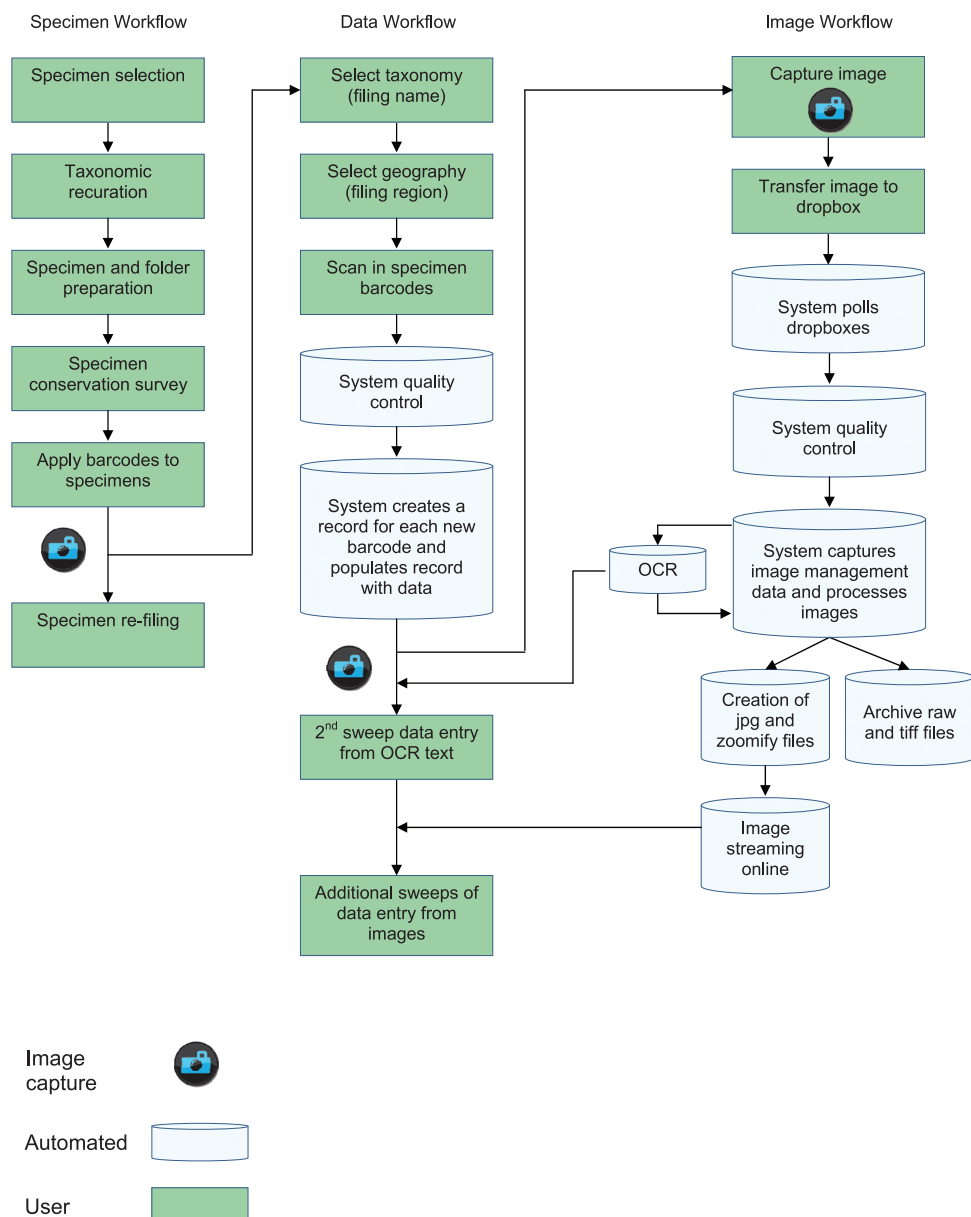 Specimen Workflow
Data Workflow
Image Workflow
Specimen selection
Taxonomic
recuration
Specimen and folder
preparation
Specimen
conservation survey
Apply barcodes to
specimens
Specimen re-filing
Select taxonomy
(filing name)
Select geography
(filing region)
Scan in specimen
barcodes
System quality
control
System creates a
record for each new
barcode and
populates record
with data
2nd sweep data entry
from OCR text
Additional sweeps of
data entry from
images
Capture image
Transfer image to
dropbox
System polls
dropboxes
System quality
control
System captures
image management
data and processes
images
OCR
Creation of
jpg and
zoomify files
Archive raw
and tiff files
Image
streaming
online
Image
capture
Automated
User